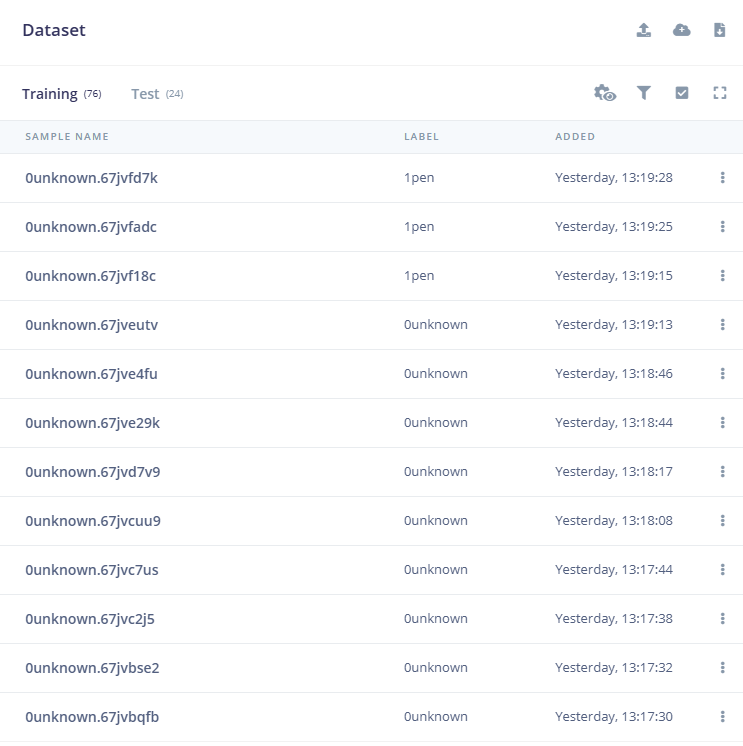 Dataset
Training (76) Test (24)
SAMPLE NAME LABEL ADDED
0unknown.67jvfd7k 1pen Yesterday, 13:19:28
0unknown.67jvfadc 1pen Yesterday, 13:19:25
0unknown.67jvf18c 1pen Yesterday, 13:19:15
0unknown.67jveutv 0unknown Yesterday, 13:19:13
0unknown.67jve4fu 0unknown Yesterday, 13:18:46
0unknown.67jve29k 0unknown Yesterday, 13:18:44
0unknown.67jvd7v9 0unknown Yesterday, 13:18:17
0unknown.67jvcuu9 0unknown Yesterday, 13:18:08
0unknown.67jvc7us 0unknown Yesterday, 13:17:44
0unknown.67jvc2j5 0unknown Yesterday, 13:17:38
0unknown.67jvbse2 0unknown Yesterday, 13:17:32
0unknown.67jvbqfb 0unknown Yesterday, 13:17:30